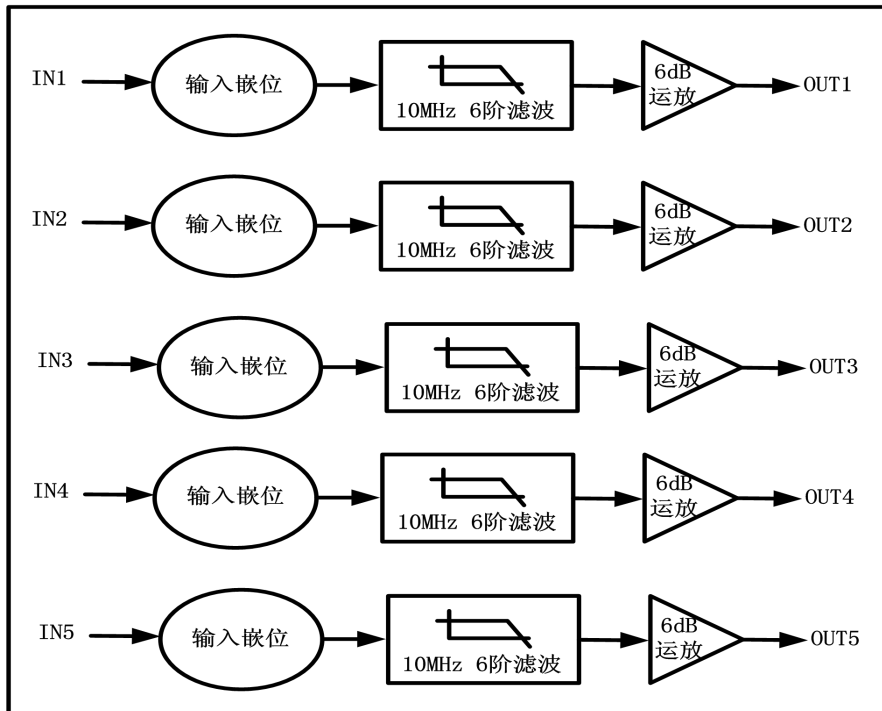 IN1
输入嵌位
10MHz 6阶滤波
6dB
运放
OUT1
IN2
输入嵌位
10MHz 6阶滤波
6dB
运放
OUT2
IN3
输入嵌位
10MHz 6阶滤波
6dB
运放
OUT3
IN4
输入嵌位
10MHz 6阶滤波
6dB
运放
OUT4
IN5
输入嵌位
10MHz 6阶滤波
6dB
运放
OUT5